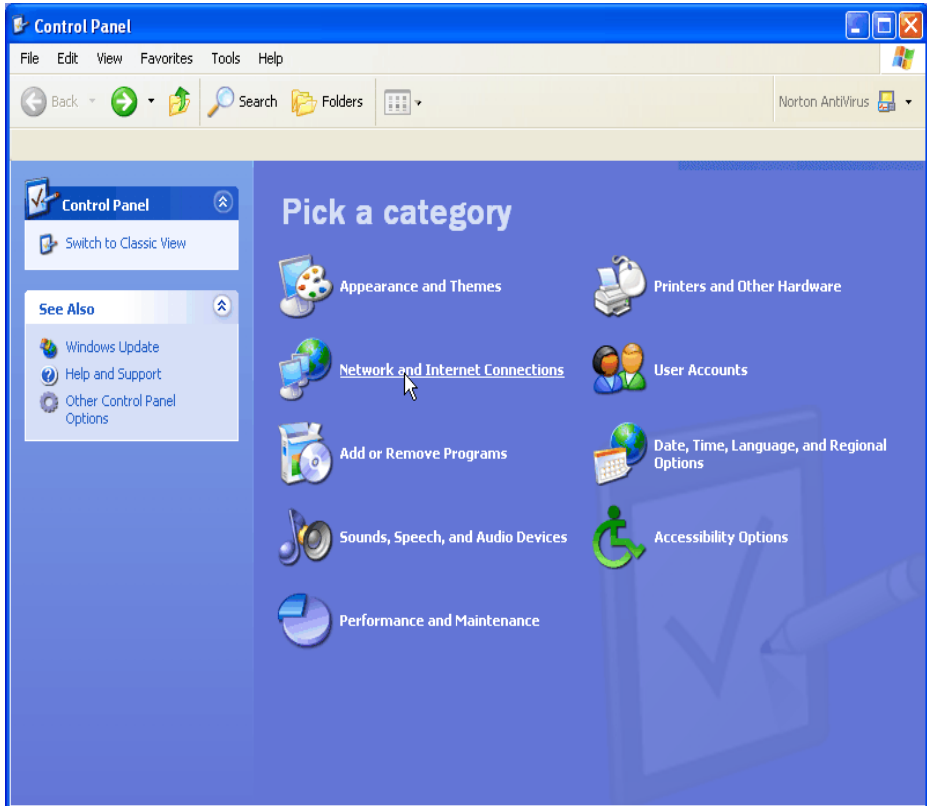 Control Panel
File Edit View Favorites Tools Help
Back Search Folders Norton AntiVirus
Control Panel
Switch to Classic View
See Also
Windows Update
Help and Support
Other Control Panel
Options
Pick a category
Appearance and Themes
Printers and Other Hardware
Network and Internet Connections
User Accounts
Add or Remove Programs
Date, Time, Language, and Regional
Options
Sounds, Speech, and Audio Devices
Accessibility Options
Performance and Maintenance